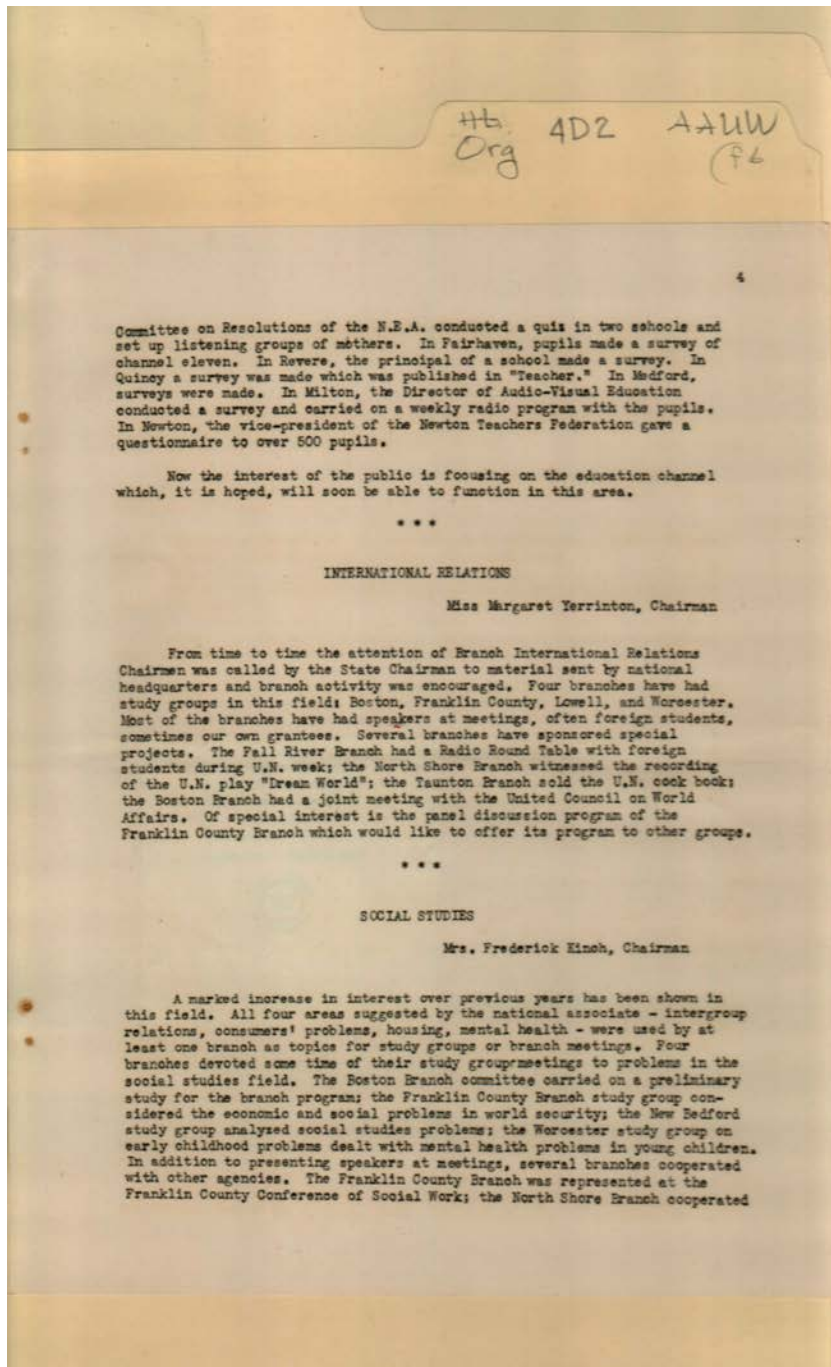 Org 4D2 AAUW
4
Committee on Resolutions of the N.E.A. conducted a quiz in two schools and
set up listening groups of mothers. In Fairhaven, pupils made a survey of
channel eleven. In Revere, the principal of a school made a survey. In
Quincy a survey was made which was published in "Teacher." In Medford,
surveys were made. In Milton, the Director of Audio-Visual Education
conducted a survey and carried on a weekly radio program with the pupils.
In Newton, the vice-president of the Newton Teachers Federation gave a
questionnaire to over 500 pupils.
Now the interest of the public is focusing on the education channel
which, it is hoped, will soon be able to function in this area.
* * *
INTERNATIONAL RELATIONS
Miss Margaret Yerrinton, Chairman
From time to time the attention of Branch International Relations
Chairmen was called by the State Chairman to material sent by national
headquarters and branch activity was encouraged. Four branches have had
study groups in this field: Boston, Franklin County, Lowell, and Worcester.
Most of the branches have had speakers at meetings, often foreign students,
sometimes our own grantees. Several branches have sponsored special
projects. The Fall River Branch had a Radio Round Table with foreign
students during U.N. week; the North Shore Branch witnessed the recording
of the U.N. play "Dream World"; the Taunton Branch sold the U.N. cook book;
the Boston Branch had a joint meeting with the United Council on World
Affairs. Of special interest is the panel discussion program of the
Franklin County Branch which would like to offer its program to other groups.
* * *
SOCIAL STUDIES
Mrs. Frederick Kinch, Chairman
A marked increase in interest over previous years has been shown in
this field. All four areas suggested by the national associate - intergroup
relations, consumers' problems, housing, mental health - were used by at
least one branch as topics for study groups or branch meetings. Four
branches devoted some time of their study group meetings to problems in the
social studies field. The Boston Branch committee carried on a preliminary
study for the branch program; the Franklin County Branch study group con-
sidered the economic and social problems in world security; the New Bedford
study group analyzed social studies problems; the Worcester study group on
early childhood problems dealt with mental health problems in young children.
In addition to presenting speakers at meetings, several branches cooperated
with other agencies. The Franklin County Branch was represented at the
Franklin County Conference of Social Work; the North Shore Branch cooperated